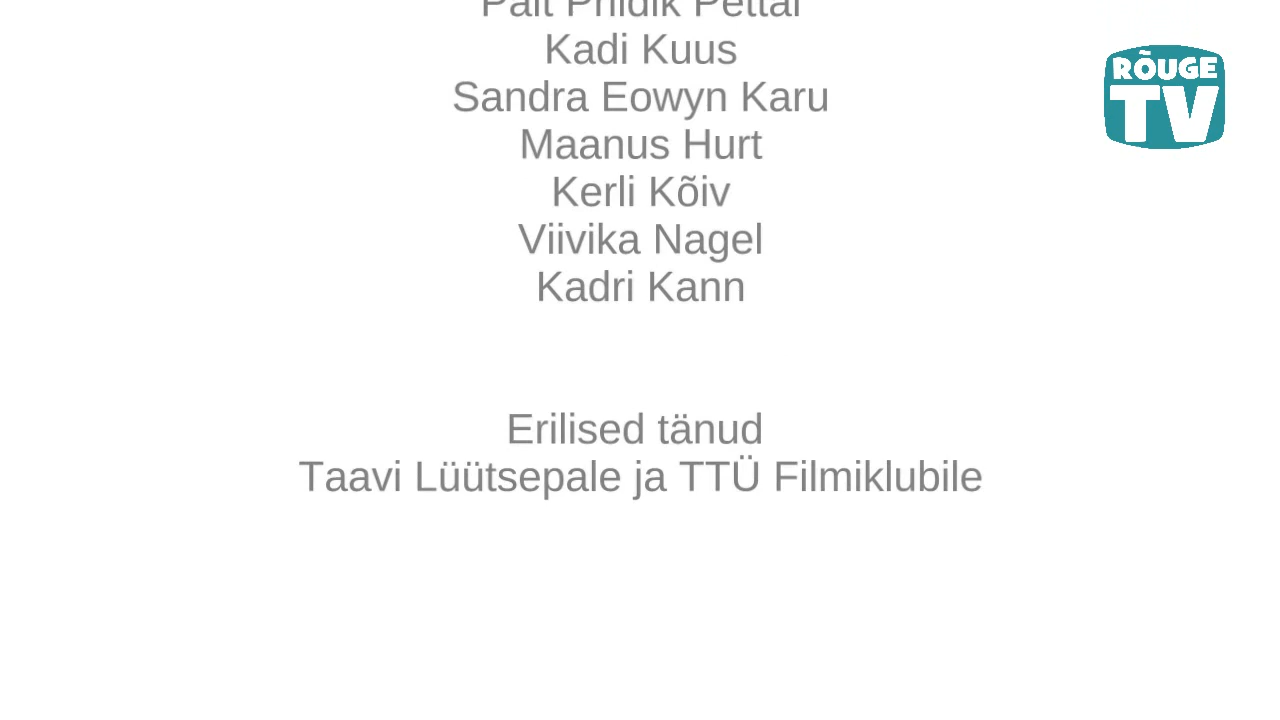 Kadi Kuus
Sandra Eowyn Karu
Maanus Hurt
Kerli Kõiv
Viivika Nagel
Kadri Kann
Erilised tänud
Taavi Lüütsepale ja TTÜ Filmiklubile
RÕUGE
TV